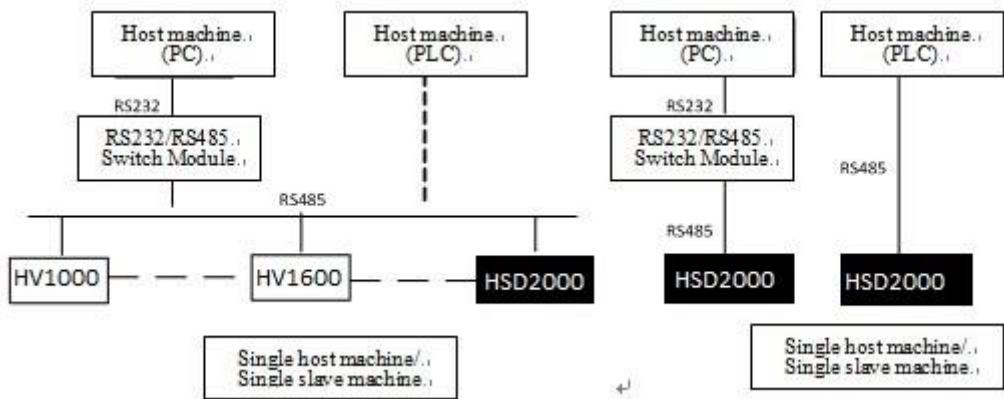 Host machine.
(PC).
Host machine.
(PLC).
Host machine.
(PC).
Host machine.
(PLC).
RS232
RS232
RS232/RS485.
Switch Module.
RS232/RS485.
Switch Module.
RS485
RS485
RS485
HV1000
HV1600
HSD2000
HSD2000
HSD2000
Single host machine/.
Single slave machine.
Single host machine/.
Single slave machine.